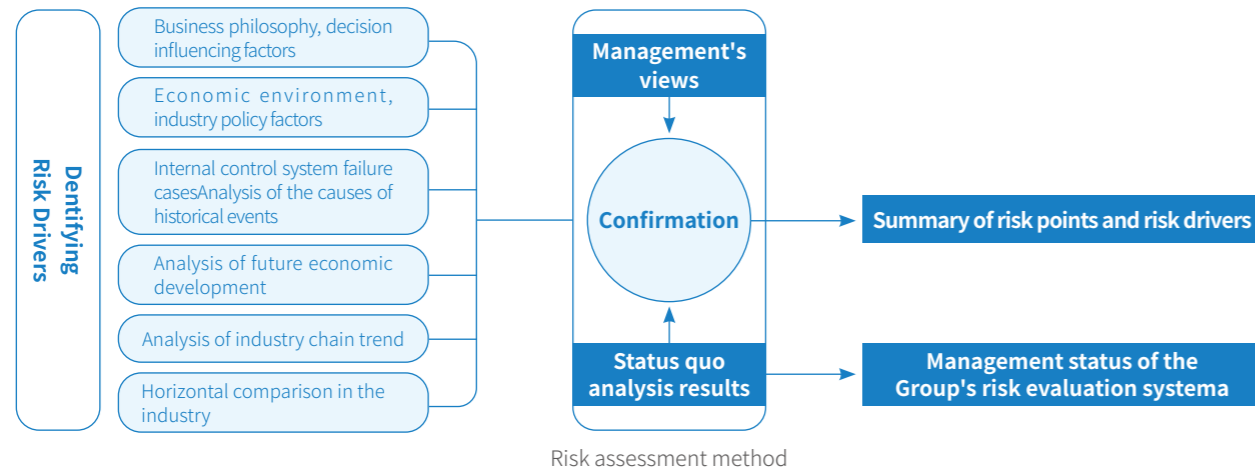 Dentifying
Risk Drivers
Business philosophy, decision
influencing factors
Economic environment,
industry policy factors
Internal control system failure
casesAnalysis of the causes of
historical events
Analysis of future economic
development
Analysis of industry chain trend
Horizontal comparison in the
industry
Management's
views
Confirmation
Status quo
analysis results
Summary of risk points and risk drivers
Management status of the
Group's risk evaluation systema
Risk assessment method